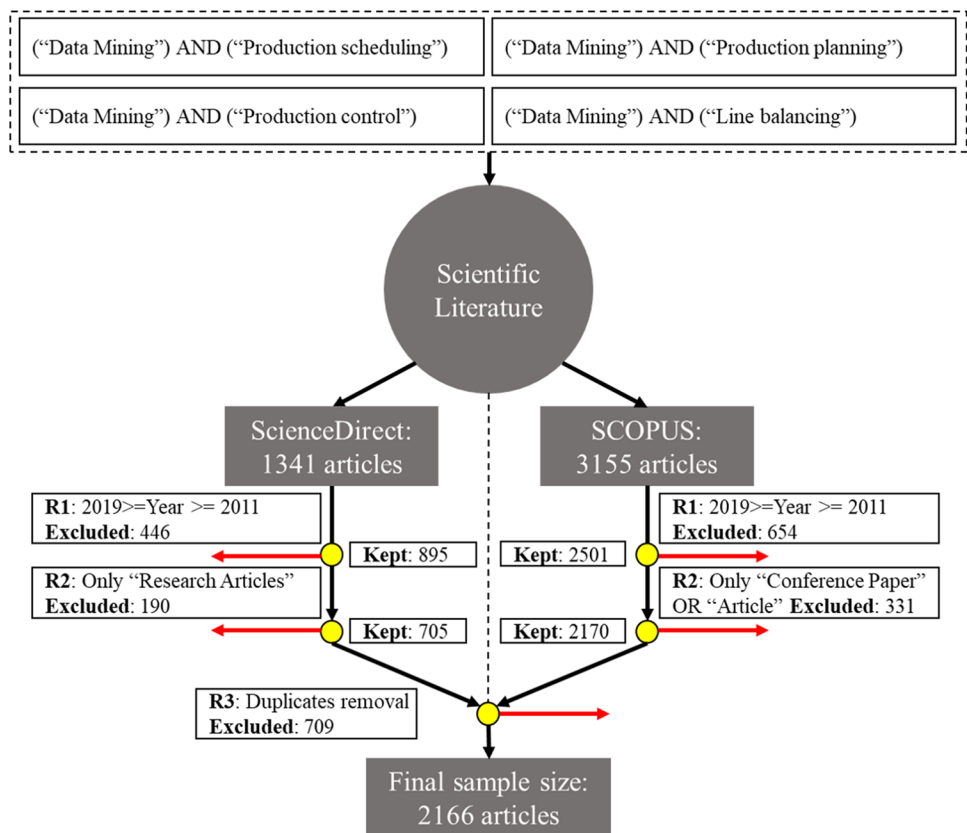 (“Data Mining”) AND (“Production scheduling”)
(“Data Mining”) AND (“Production planning”)
(“Data Mining”) AND (“Production control”)
(“Data Mining”) AND (“Line balancing”)
Scientific
Literature
ScienceDirect:
1341 articles
SCOPUS:
3155 articles
R1: 2019>=Year >= 2011
Excluded: 446
R1: 2019>=Year >= 2011
Excluded: 654
Kept: 895
Kept: 2501
R2: Only “Research Articles”
Excluded: 190
R2: Only “Conference Paper”
OR “Article” Excluded: 331
Kept: 705
Kept: 2170
R3: Duplicates removal
Excluded: 709
Final sample size:
2166 articles